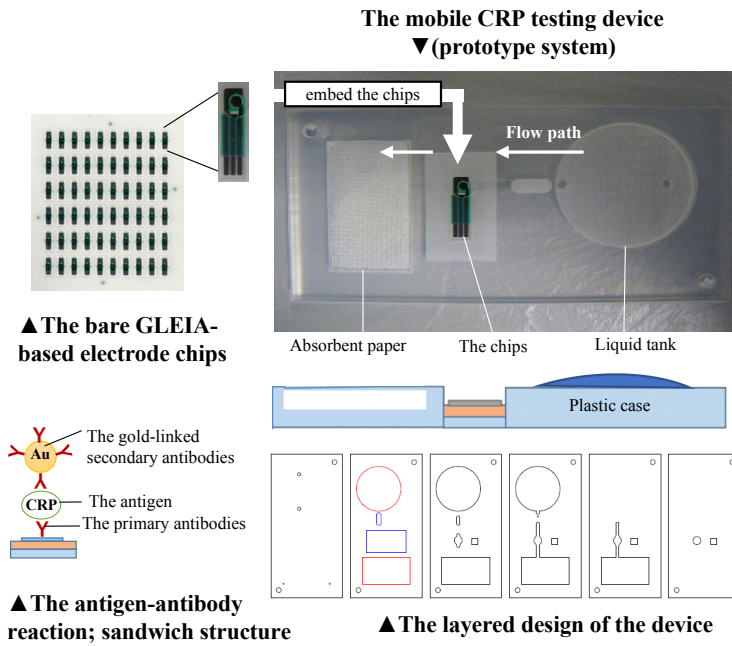 The mobile CRP testing device
▼(prototype system)
embed the chips
Flow path
▲The bare GLEIA-
based electrode chips
Absorbent paper
The chips
Liquid tank
Plastic case
Au
The gold-linked
secondary antibodies
CRP
The antigen
The primary antibodies
▲The antigen-antibody
reaction; sandwich structure
▲The layered design of the device